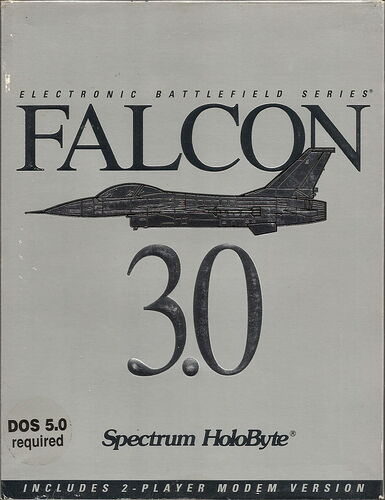 ELECTRONIC BATTLEFIELD SERIES®
FALCON
3.0
DOS 5.0
required
Spectrum HoloByte®
INCLUDES 2-PLAYER MODEM VERSION